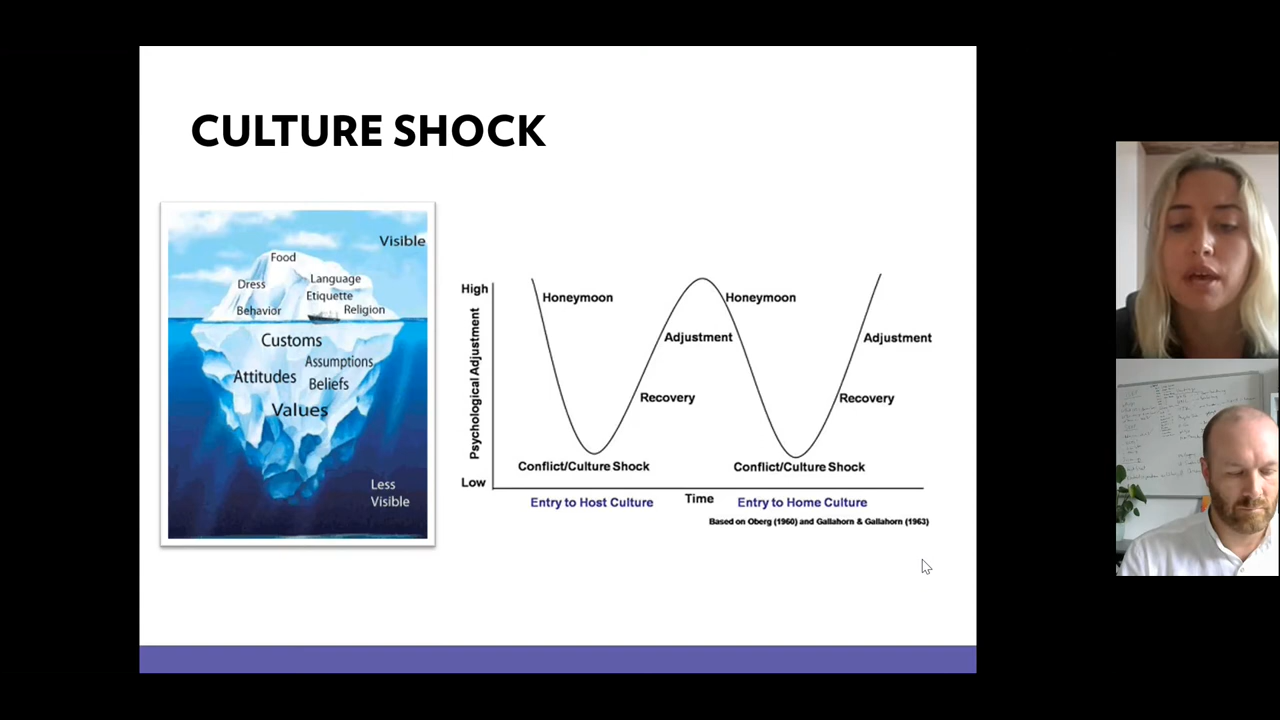 CULTURE SHOCK
Visible
Food
Dress
Language
Etiquette
Behavior
Religion
Customs
Assumptions
Attitudes
Beliefs
Values
Less
Visible
High
Psychological Adjustment
Low
Honeymoon
Honeymoon
Adjustment
Adjustment
Recovery
Recovery
Conflict/Culture Shock
Conflict/Culture Shock
Entry to Host Culture
Time
Entry to Home Culture
Based on Oberg (1960) and Gallahorn & Gallahorn (1963)